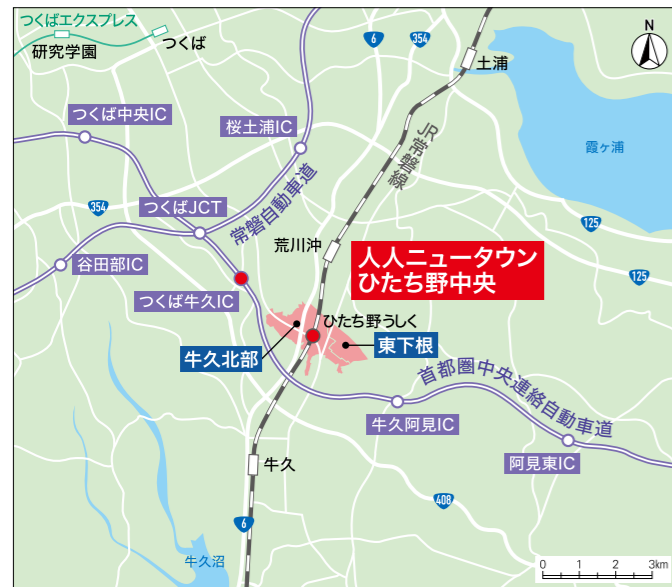 つくばエクスプレス
研究学園
つくば
6
354
土浦
N
つくば中央IC
桜土浦IC
JR常磐線
霞ヶ浦
354
つくばJCT
常磐自動車道
125
荒川沖
谷田部IC
人人ニュータウン
ひたち野中央
125
つくば牛久IC
ひたち野うしく
牛久北部
東下根
首都圏中央連絡自動車道
牛久阿見IC
牛久
阿見東IC
408
6
牛久沼
0 1 2 3km